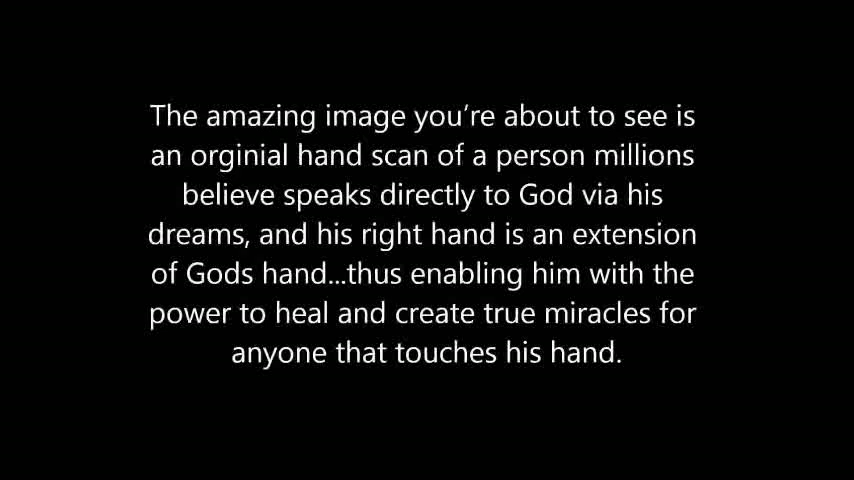 The amazing image you’re about to see is
an orginial hand scan of a person millions
believe speaks directly to God via his
dreams, and his right hand is an extension
of Gods hand...thus enabling him with the
power to heal and create true miracles for
anyone that touches his hand.